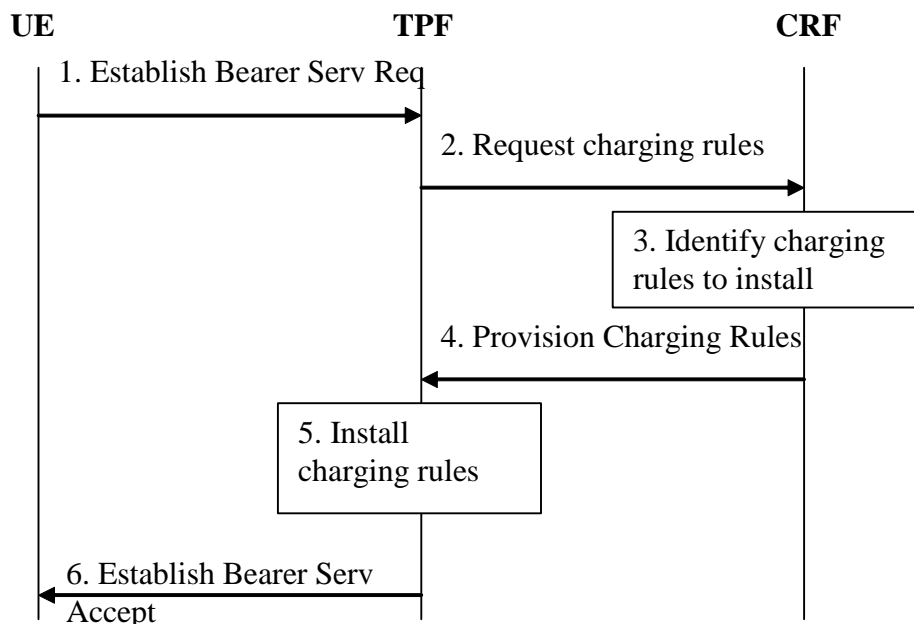 UE TPF CRF
1. Establish Bearer Serv Req
2. Request charging rules
3. Identify charging
rules to install
4. Provision Charging Rules
5. Install
charging rules
6. Establish Bearer Serv
Accept